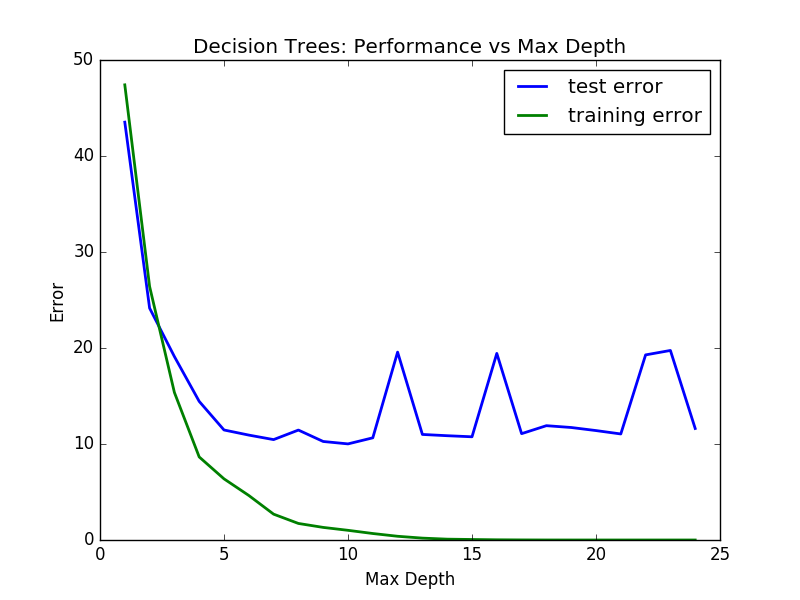 Decision Trees: Performance vs Max Depth
test error
training error
50
40
30
20
10
0
Error
0 5 10 15 20 25
Max Depth